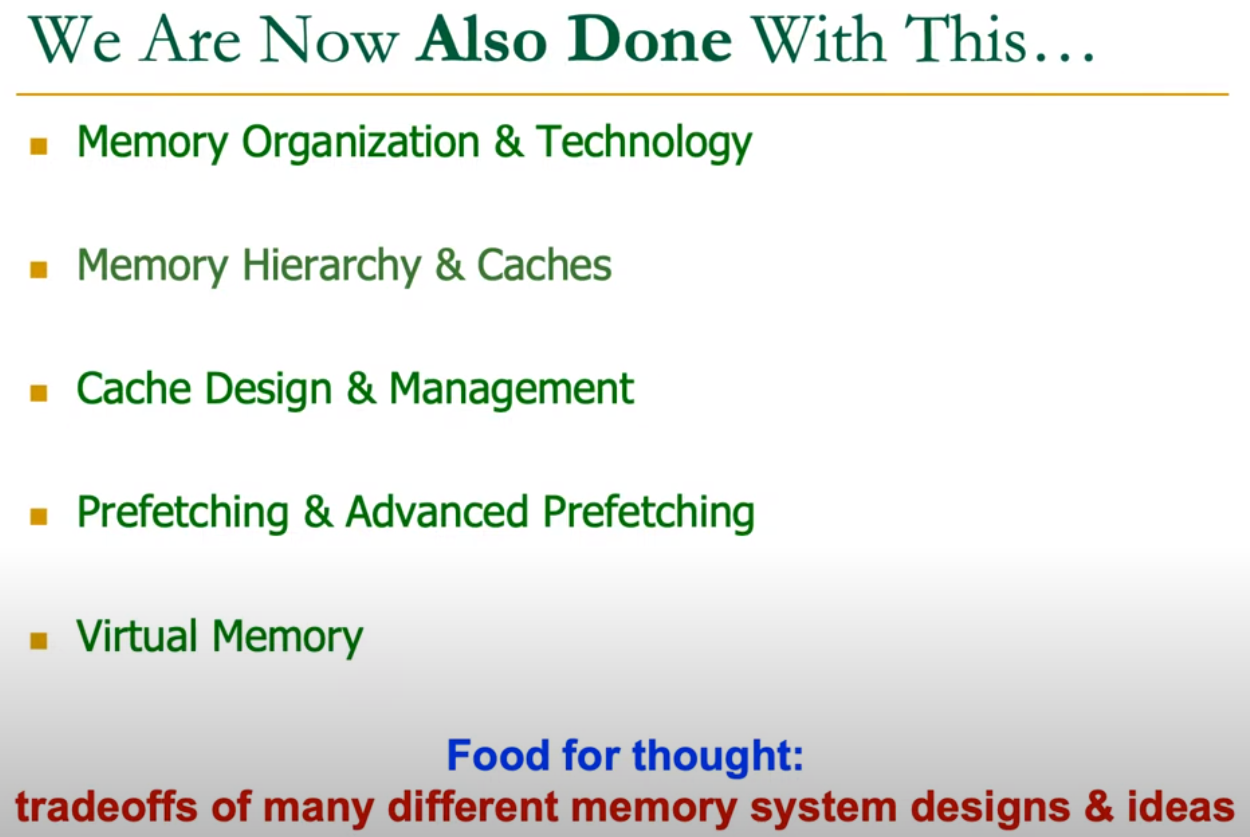 We Are Now Also Done With This…
Memory Organization & Technology
Memory Hierarchy & Caches
Cache Design & Management
Prefetching & Advanced Prefetching
Virtual Memory
Food for thought:
tradeoffs of many different memory system designs & ideas